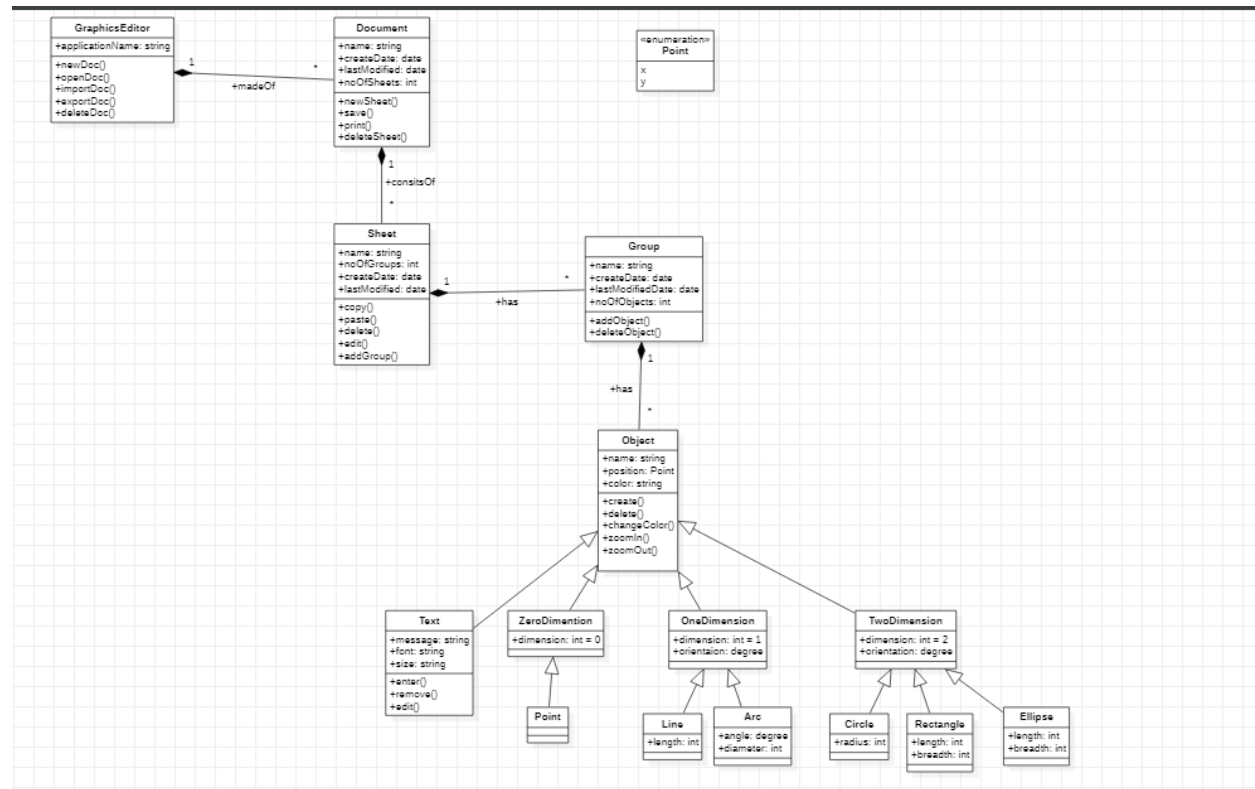 GraphicsEditor
+applicationName: string
+newDoc()
+openDoc()
+importDoc()
+exportDoc()
+deleteDoc()
1
*
+madeOf
Document
+name: string
+createDate: date
+lastModified: date
+noOfSheets: int
+newSheet()
+save()
+print()
+deleteSheet()
«enumeration»
Point
x
y
1
+consitsOf
*
Sheet
+name: string
+noOfGroups: int
+createDate: date
+lastModified: date
+copy()
+paste()
+delete()
+edit()
+addGroup()
1
*
+has
Group
+name: string
+createDate: date
+lastModifiedDate: date
+noOfObjects: int
+addObject()
+deleteObject()
1
+has
*
Object
+name: string
+position: Point
+color: string
+create()
+delete()
+changeColor()
+zoomIn()
+zoomOut()
Text
+message: string
+font: string
+size: string
+enter()
+remove()
+edit()
ZeroDimention
+dimension: int = 0
OneDimension
+dimension: int = 1
+orientaion: degree
TwoDimension
+dimension: int = 2
+orientation: degree
Point
Line
+length: int
Arc
+angle: degree
+diameter: int
Circle
+radius: int
Rectangle
+length: int
+breadth: int
Ellipse
+length: int
+breadth: int